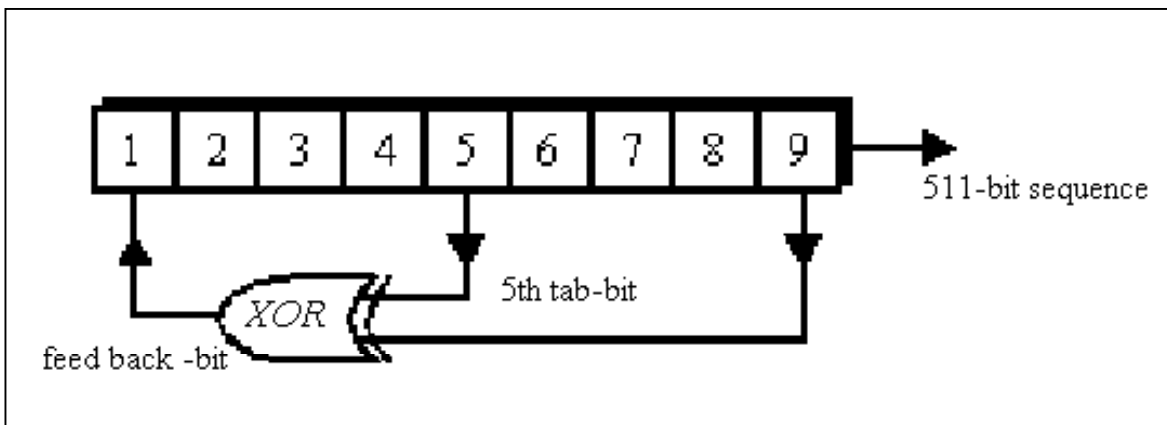 1 2 3 4 5 6 7 8 9
511-bit sequence
5th tab-bit
XOR
feed back -bit